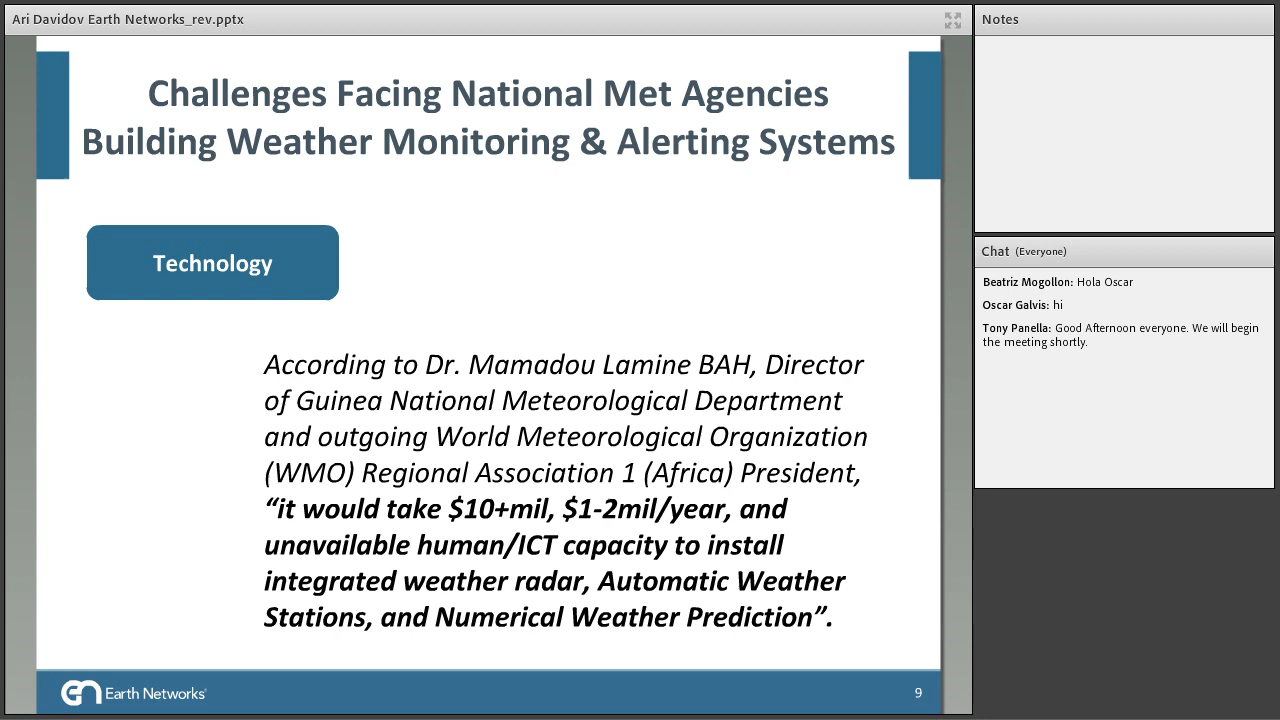 Ari Davidov Earth Networks_rev.pptx
Challenges Facing National Met Agencies
Building Weather Monitoring & Alerting Systems
Technology
According to Dr. Mamadou Lamine BAH, Director
of Guinea National Meteorological Department
and outgoing World Meteorological Organization
(WMO) Regional Association 1 (Africa) President,
“it would take $10+mil, $1-2mil/year, and
unavailable human/ICT capacity to install
integrated weather radar, Automatic Weather
Stations, and Numerical Weather Prediction”.
Earth Networks
9
Notes
Chat (Everyone)
Beatriz Mogollon: Hola Oscar
Oscar Galvis: hi
Tony Panella: Good Afternoon everyone. We will begin
the meeting shortly.